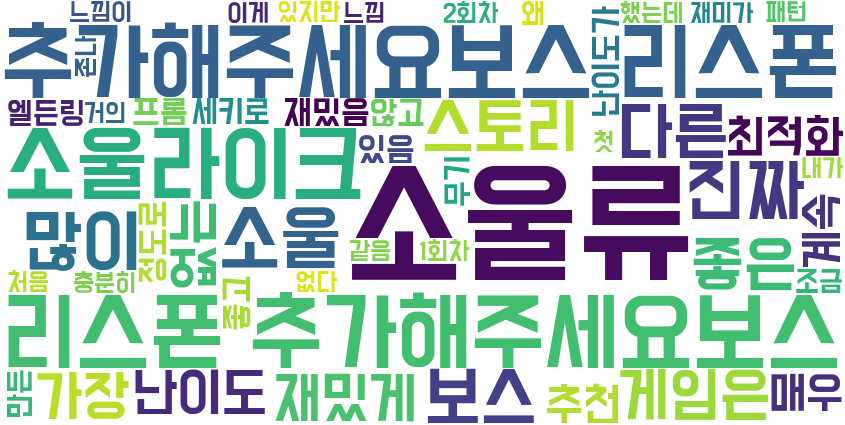 느낌이 이게 있지만 느낌 2회차 왜 했는데 재미가 패턴
추가해주세요보스 리스폰
존나 난이도가
엘든링 거의 프롬 세키로 재밌음 않고 스토리 다른 최적화
소울라이크 있음 무기 첫 진짜 내가
소울류
많이 정도로 갓겜 소울 계속
같음 1회차 좋은
처음 충분히 없다 좋고 조금
리스폰 추가해주세요보스
만든 가장 난이도 재밌게 보스 추천 게임은 매우